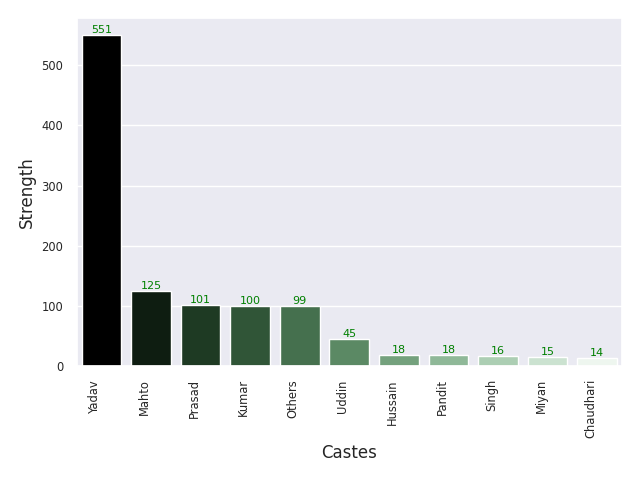 551
500
400
300
200
100
0
Strength
125
101
100
99
45
18
18
16
15
14
Yadav
Mahto
Prasad
Kumar
Others
Uddin
Hussain
Pandit
Singh
Miyan
Chaudhari
Castes